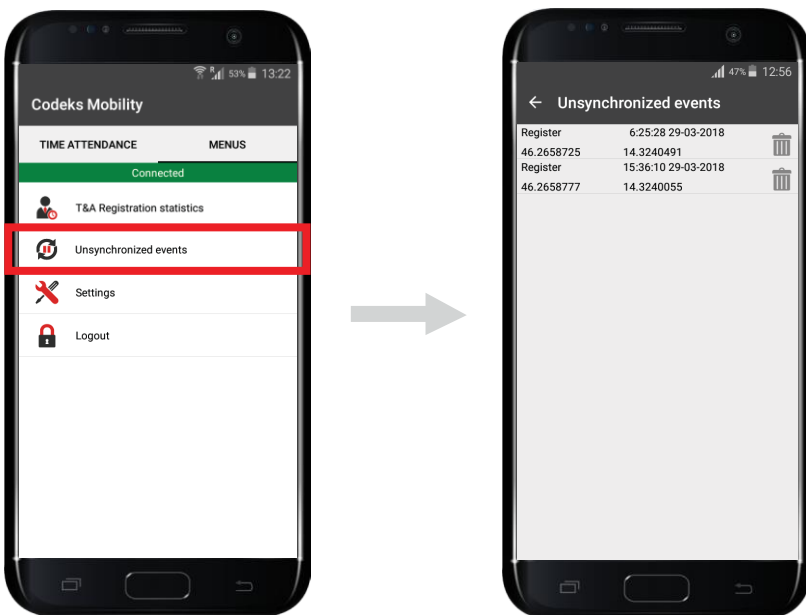 R 53% 13:22
Codeks Mobility
TIME ATTENDANCE MENUS
Connected
T&A Registration statistics
Unsynchronized events
Settings
Logout
47% 12:56
Unsynchronized events
Register 6:25:28 29-03-2018
46.2658725 14.3240491
Register 15:36:10 29-03-2018
46.2658777 14.3240055